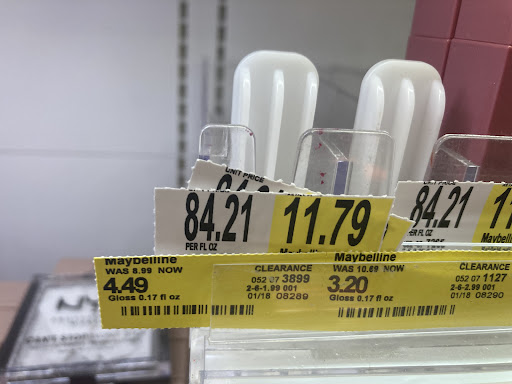 UNIT PRICE
84.21 11.79 84.21
PER FL OZ
Maybelline
WAS 8.99 NOW
4.49
Gloss 0.17 fl oz
CLEARANCE
052 07 3899
2-6-1.99 001
01/18 08289
Maybelline
WAS 10.69 NOW
3.20
Gloss 0.17 fl oz
CLEARANCE
052 07 1127
2-6-2.99 001
01/18 08290